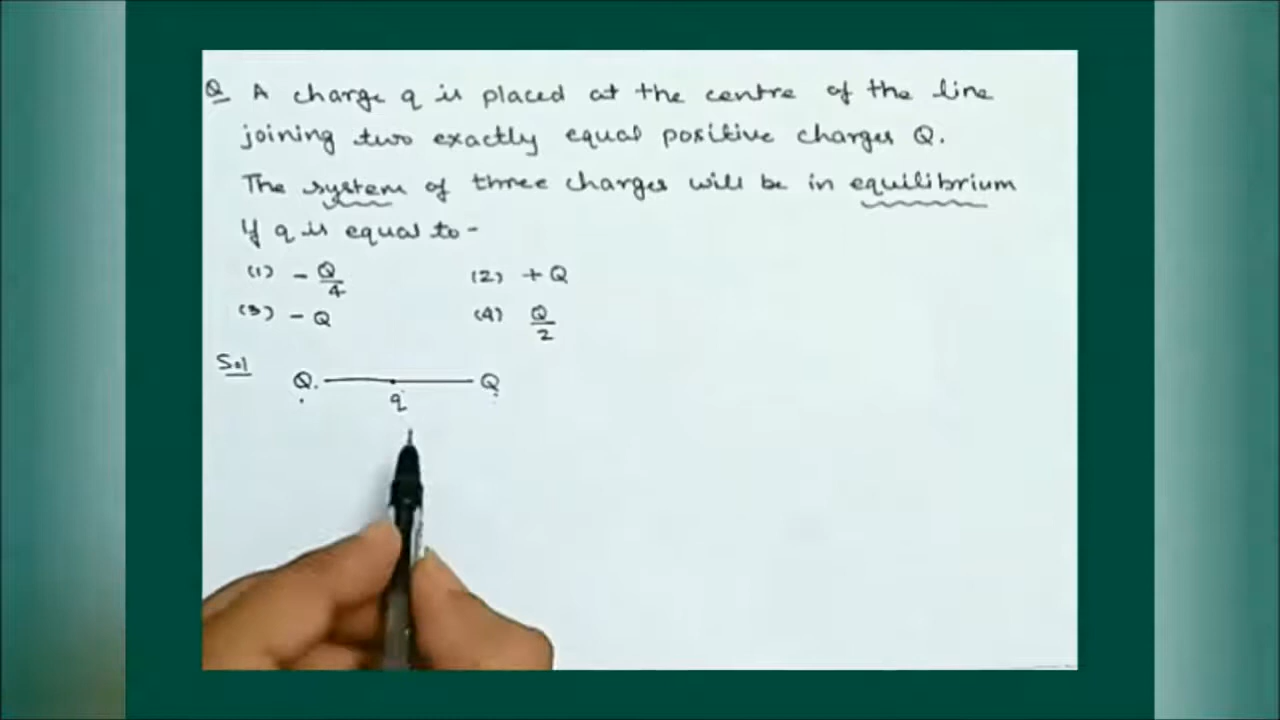 Q A charge q is placed at the centre of the line
joining two exactly equal positive charges Q.
The system of three charges will be in equilibrium
If q is equal to -
(1) - Q/4 (2) + Q
(3) - Q (4) Q/2
Sol
Q. Q
q